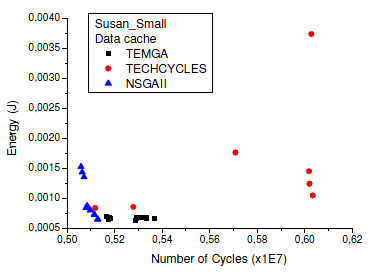 Susan_Small
Data cache
TEMGA
TECHCYCLES
NSGAII
Energy (J)
0,0040
0,0035
0,0030
0,0025
0,0020
0,0015
0,0010
0,0005
0,50 0,52 0,54 0,56 0,58 0,60 0,62
Number of Cycles (x1E7)